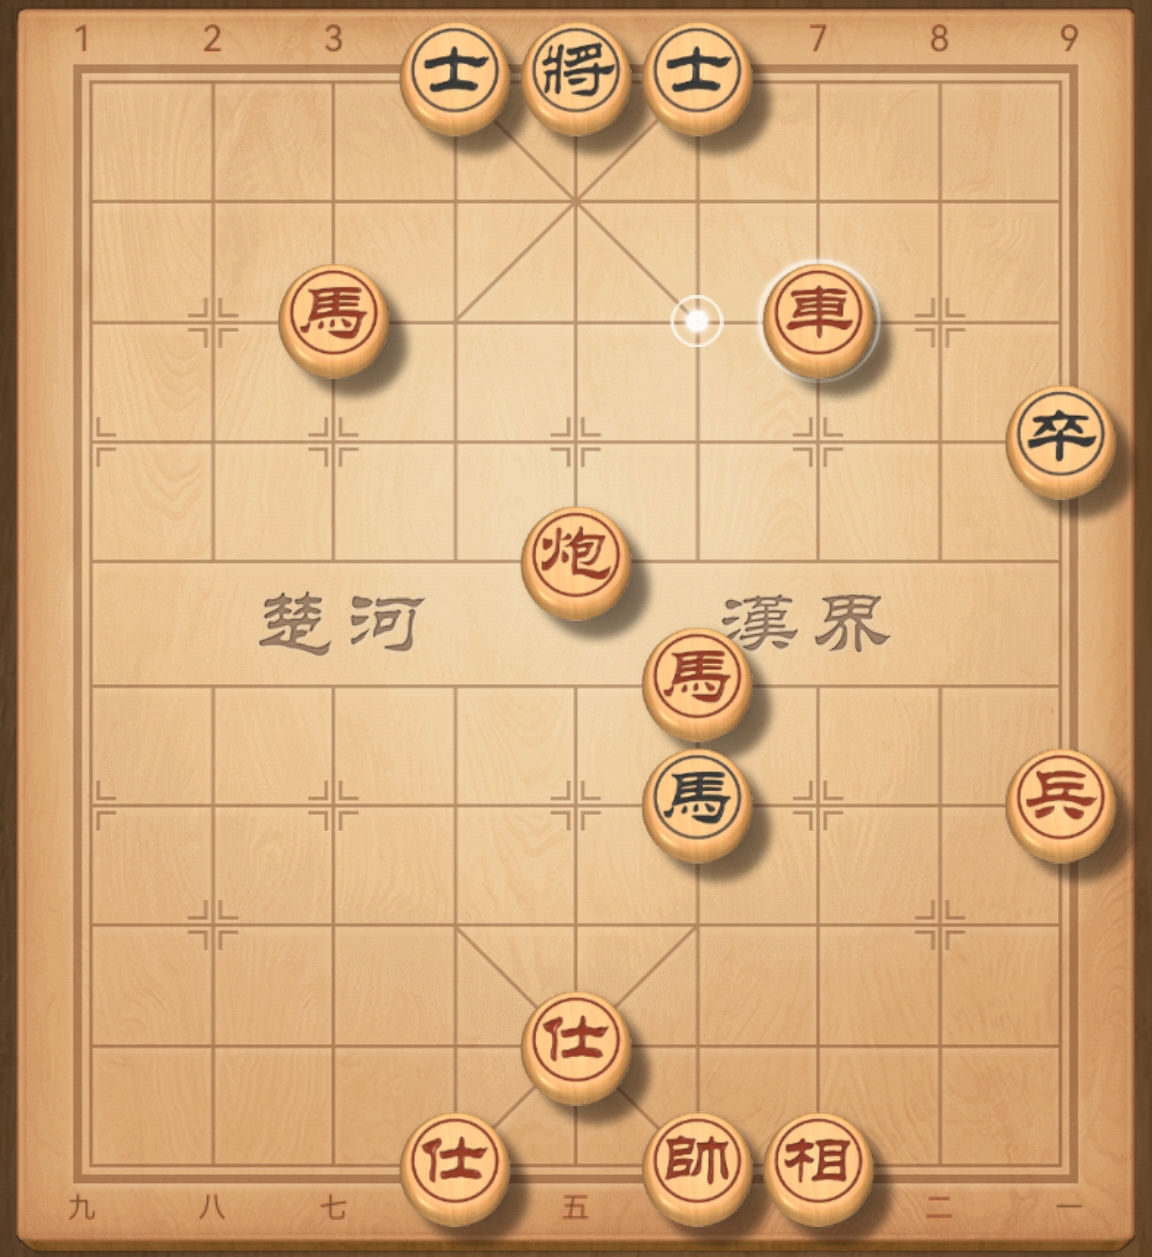 1 2 3 7 8 9
士 將 士
馬 車
卒
炮
楚河 漢界
馬
馬 兵
仕
仕 帥 相
九 八 七 五 二 一